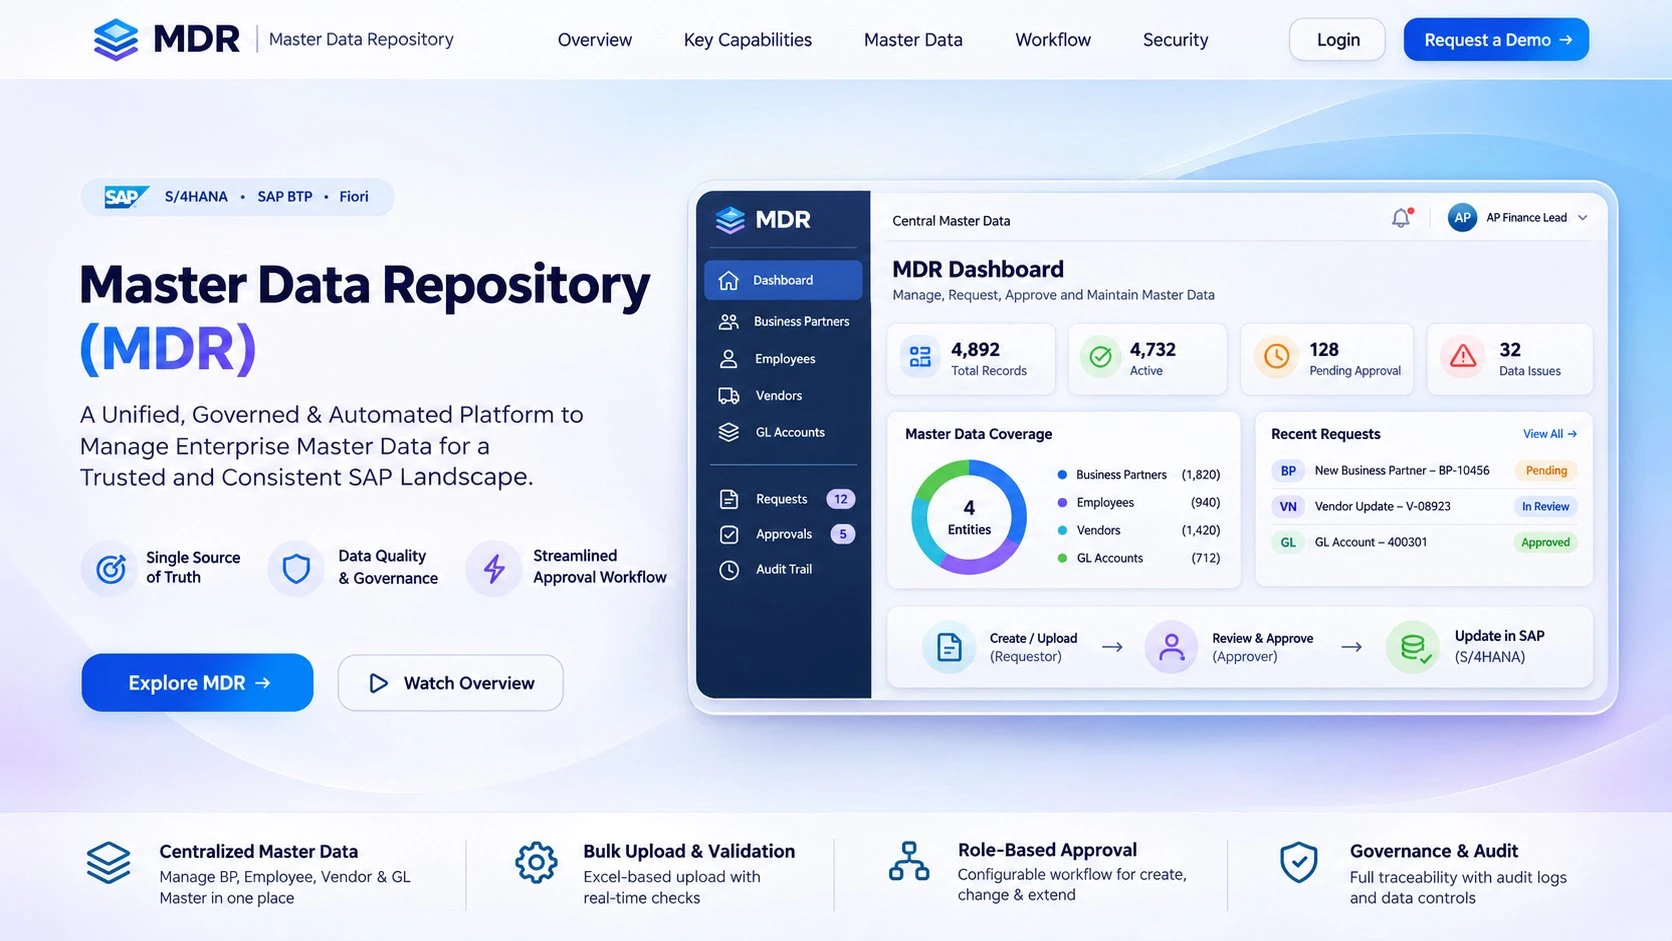 MDR
Master Data Repository
Overview
Key Capabilities
Master Data
Workflow
Security
Login
Request a Demo →
SAP S/4HANA • SAP BTP • Fiori
Master Data Repository
(MDR)
A Unified, Governed & Automated Platform to
Manage Enterprise Master Data for a
Trusted and Consistent SAP Landscape.
Single Source
of Truth
Data Quality
& Governance
Streamlined
Approval Workflow
Explore MDR →
Watch Overview
MDR
Dashboard
Business Partners
Employees
Vendors
GL Accounts
Requests 12
Approvals 5
Audit Trail
Central Master Data
AP AP Finance Lead
MDR Dashboard
Manage, Request, Approve and Maintain Master Data
4,892
Total Records
4,732
Active
128
Pending Approval
32
Data Issues
Master Data Coverage
4
Entities
Business Partners (1,820)
Employees (940)
Vendors (1,420)
GL Accounts (712)
Recent Requests View All →
BP New Business Partner – BP-10456 Pending
VN Vendor Update – V-08923 In Review
GL GL Account – 400301 Approved
Create / Upload
(Requestor)
→
Review & Approve
(Approver)
→
Update in SAP
(S/4HANA)
Centralized Master Data
Manage BP, Employee, Vendor & GL
Master in one place
Bulk Upload & Validation
Excel-based upload with
real-time checks
Role-Based Approval
Configurable workflow for create,
change & extend
Governance & Audit
Full traceability with audit logs
and data controls